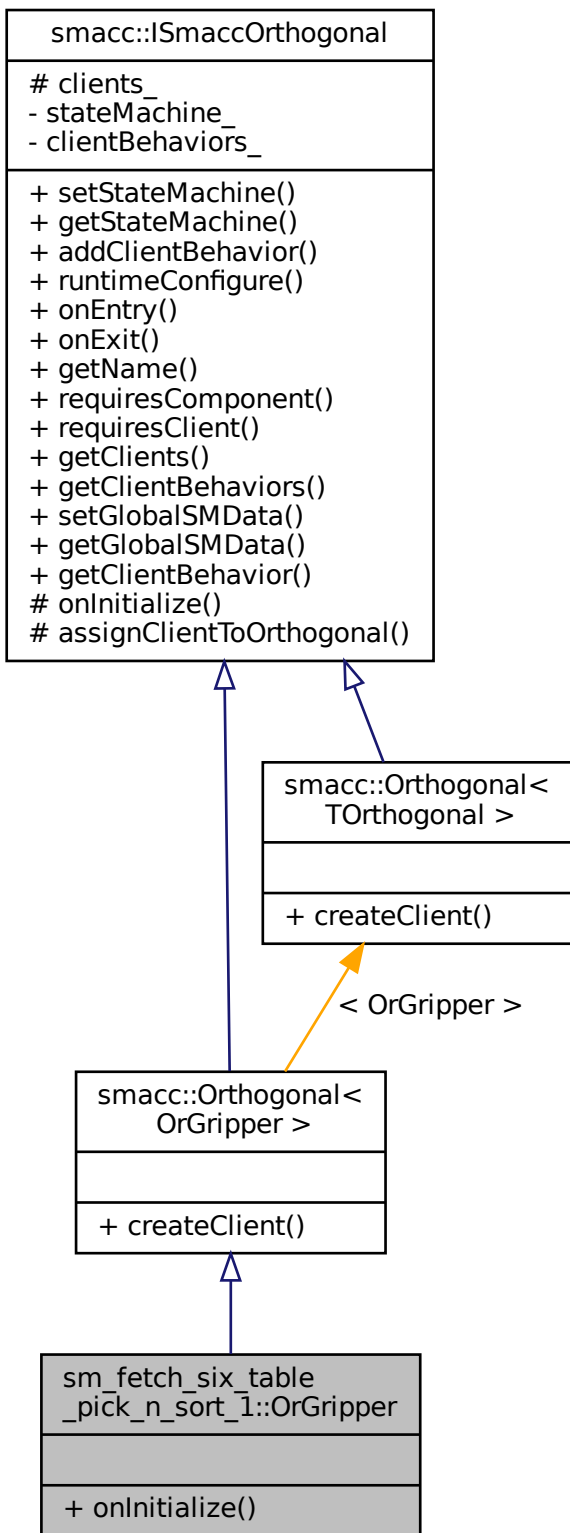 smacc::ISmaccOrthogonal
# clients_
- stateMachine_
- clientBehaviors_
+ setStateMachine()
+ getStateMachine()
+ addClientBehavior()
+ runtimeConfigure()
+ onEntry()
+ onExit()
+ getName()
+ requiresComponent()
+ requiresClient()
+ getClients()
+ getClientBehaviors()
+ setGlobalSMData()
+ getGlobalSMData()
+ getClientBehavior()
# onInitialize()
# assignClientToOrthogonal()
smacc::Orthogonal<
TOrthogonal >
+ createClient()
< OrGripper >
smacc::Orthogonal<
OrGripper >
+ createClient()
sm_fetch_six_table
_pick_n_sort_1::OrGripper
+ onInitialize()